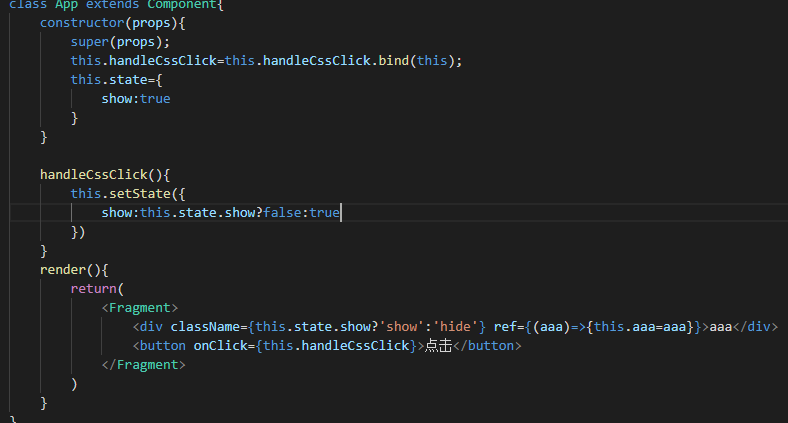 class App extends Component{
constructor(props){
super(props);
this.handleCssClick=this.handleCssClick.bind(this);
this.state={
show:true
}
}
handleCssClick(){
this.setState({
show:this.state.show?false:true
})
}
render(){
return(
<Fragment>
<div className={this.state.show?'show':'hide'} ref={(aaa)=>{this.aaa=aaa}}>aaa</div>
<button onClick={this.handleCssClick}>点击</button>
</Fragment>
)
}
}